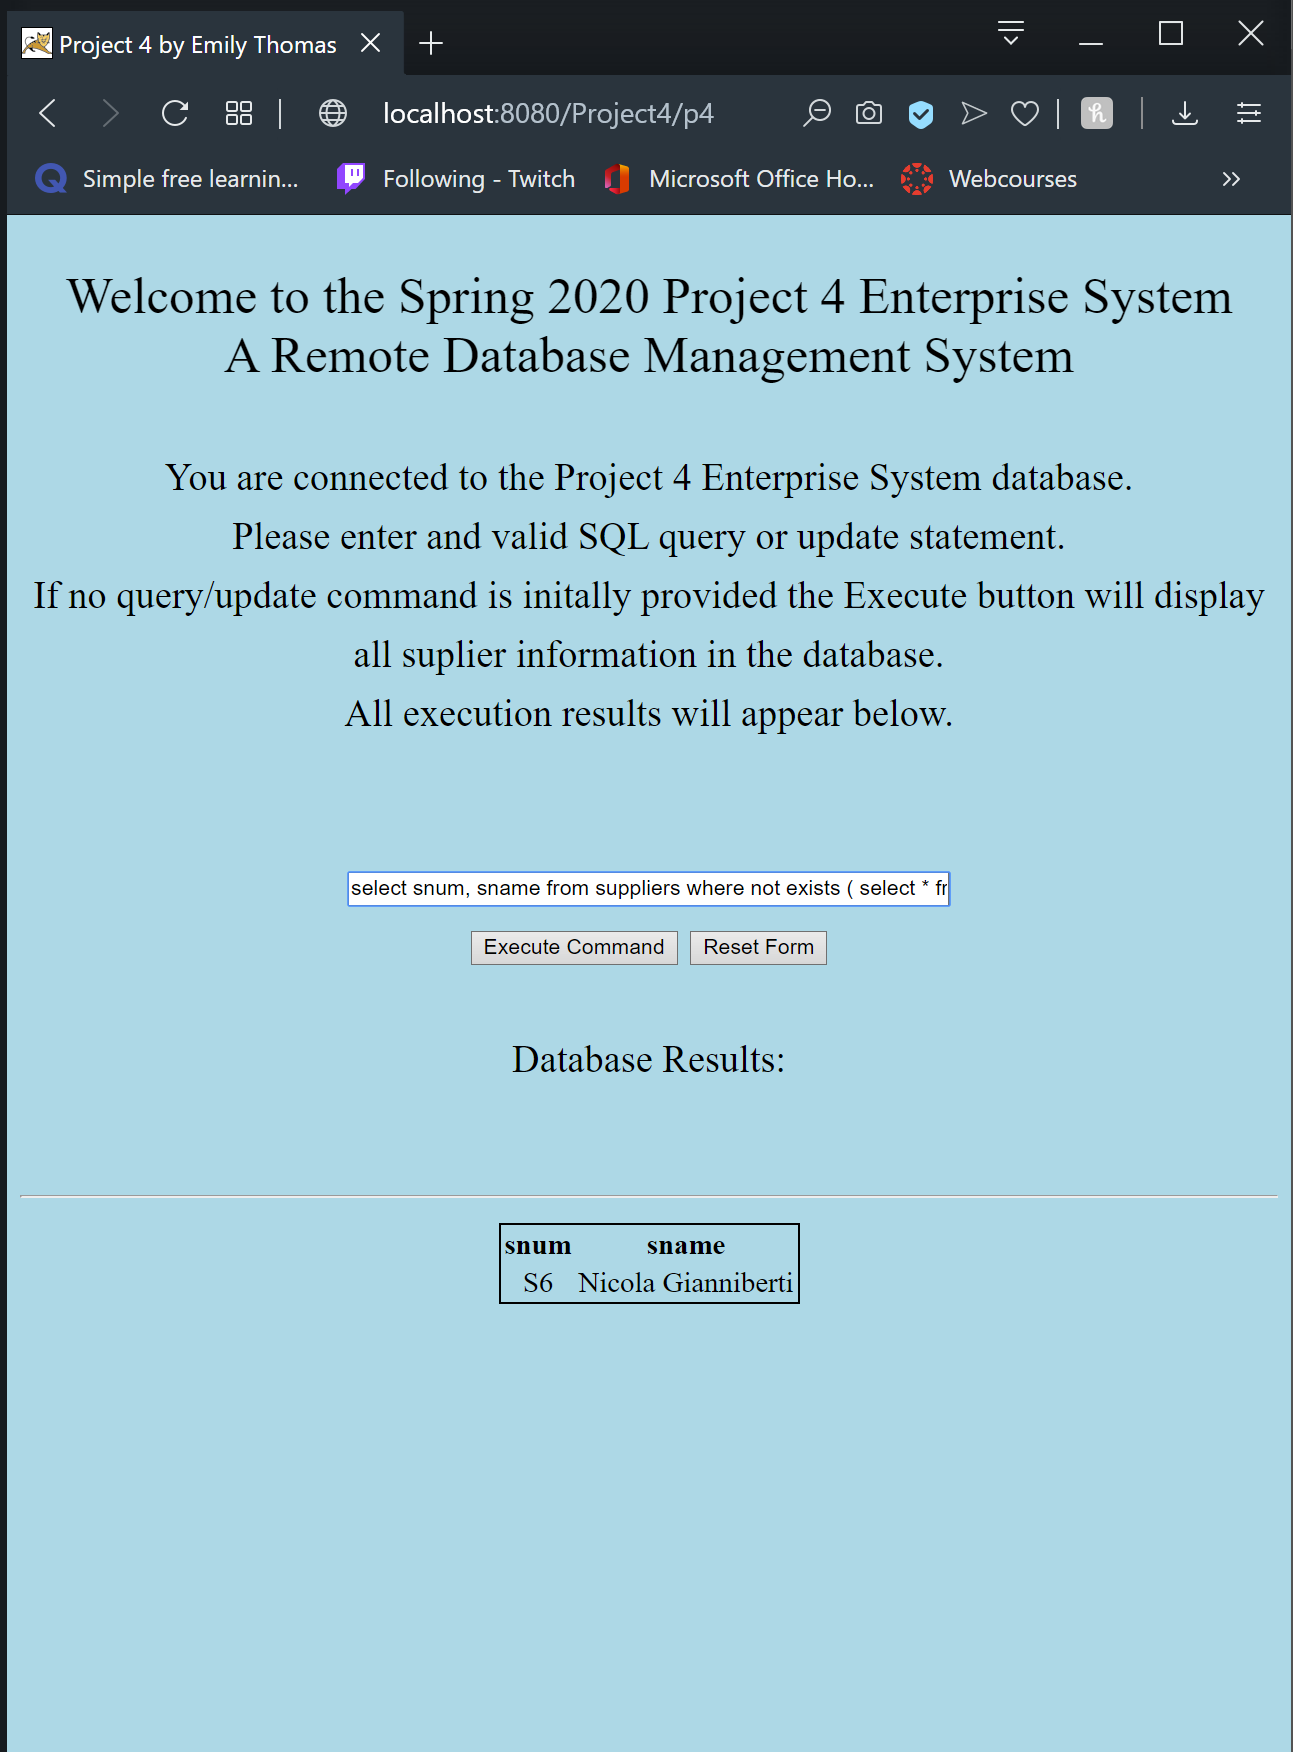 Project 4 by Emily Thomas
localhost:8080/Project4/p4
Simple free learnin... Following - Twitch Microsoft Office Ho... Webcourses
Welcome to the Spring 2020 Project 4 Enterprise System
A Remote Database Management System
You are connected to the Project 4 Enterprise System database.
Please enter and valid SQL query or update statement.
If no query/update command is initally provided the Execute button will display
all suplier information in the database.
All execution results will appear below.
select snum, sname from suppliers where not exists ( select * fr
Execute Command Reset Form
Database Results:
snum sname
S6 Nicola Gianniberti